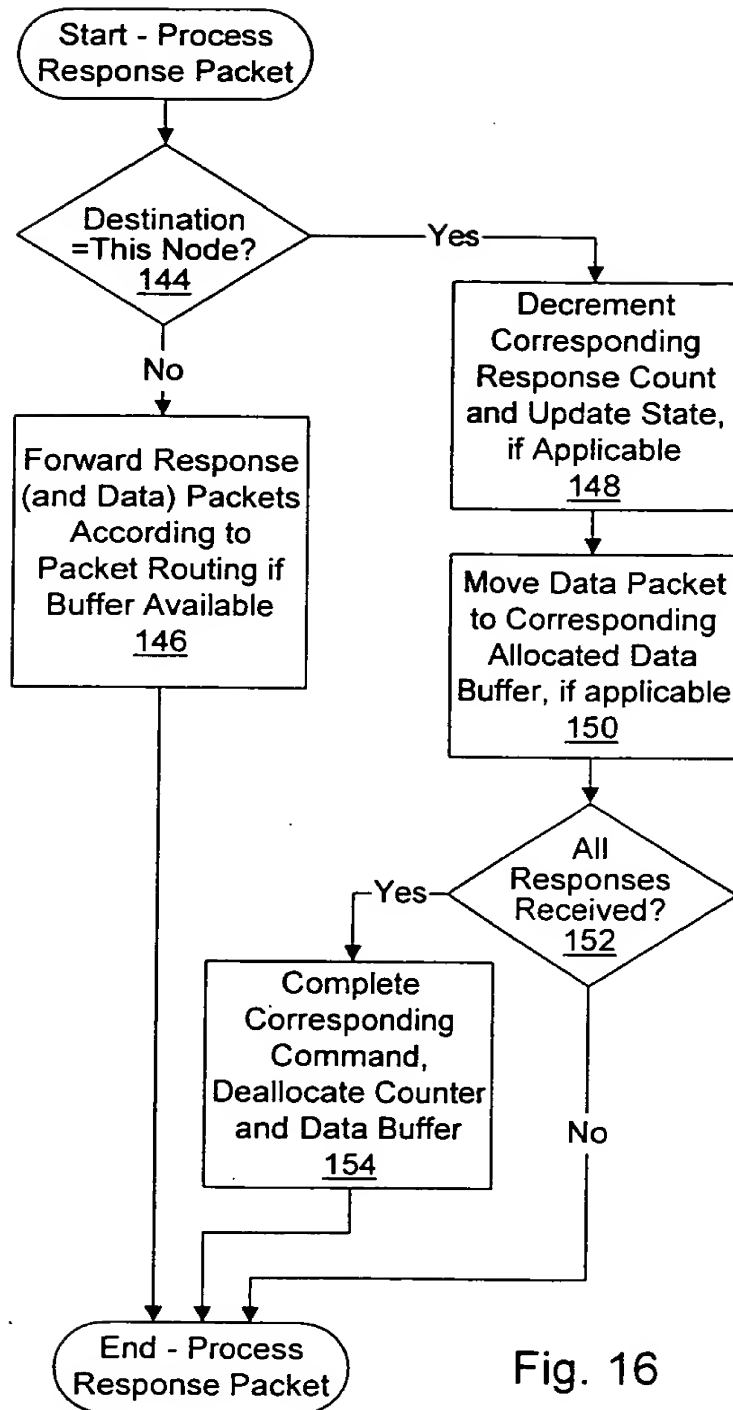 Start - Process
Response Packet
Destination
=This Node?
144
Yes
No
Decrement
Corresponding
Response Count
and Update State,
if Applicable
148
Forward Response
(and Data) Packets
According to
Packet Routing if
Buffer Available
146
Move Data Packet
to Corresponding
Allocated Data
Buffer, if applicable
150
All
Responses
Received?
152
Yes
Complete
Corresponding
Command,
Deallocate Counter
and Data Buffer
154
No
End - Process
Response Packet
Fig. 16